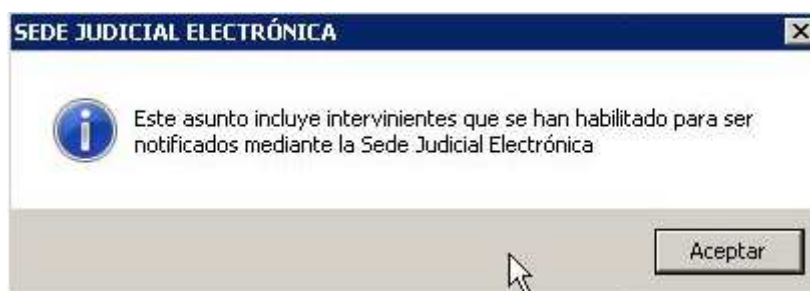 SEDE JUDICIAL ELECTRÓNICA
Este asunto incluye intervinientes que se han habilitado para ser
notificados mediante la Sede Judicial Electrónica
Aceptar